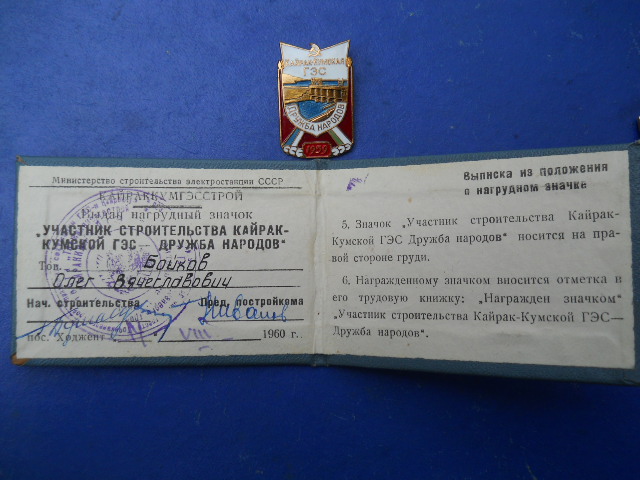 КАЙРАК-КУМСКАЯ
ГЭС
ДРУЖБА НАРОДОВ
1959
Министерство строительства электростанции СССР
КАЙРАККУМГЭССТРОЙ
Выдан нагрудный значок
"УЧАСТНИК СТРОИТЕЛЬСТВА КАЙРАК-
КУМСКОЙ ГЭС — ДРУЖБА НАРОДОВ"
Тов. Бойков
Олег Вячеславович
Нач. строительства Пред. постройкома
VIII 1960 г.
пос. Ходжент
Выписка из положения
о нагрудном значке
5. Значок „Участник строительства Кайрак-
Кумской ГЭС Дружба народов" носится на пра-
вой стороне груди.
6. Награжденному значком вносится отметка в
его трудовую книжку: „Награжден значком"
"Участник строительства Кайрак-Кумской ГЭС—
Дружба народов".